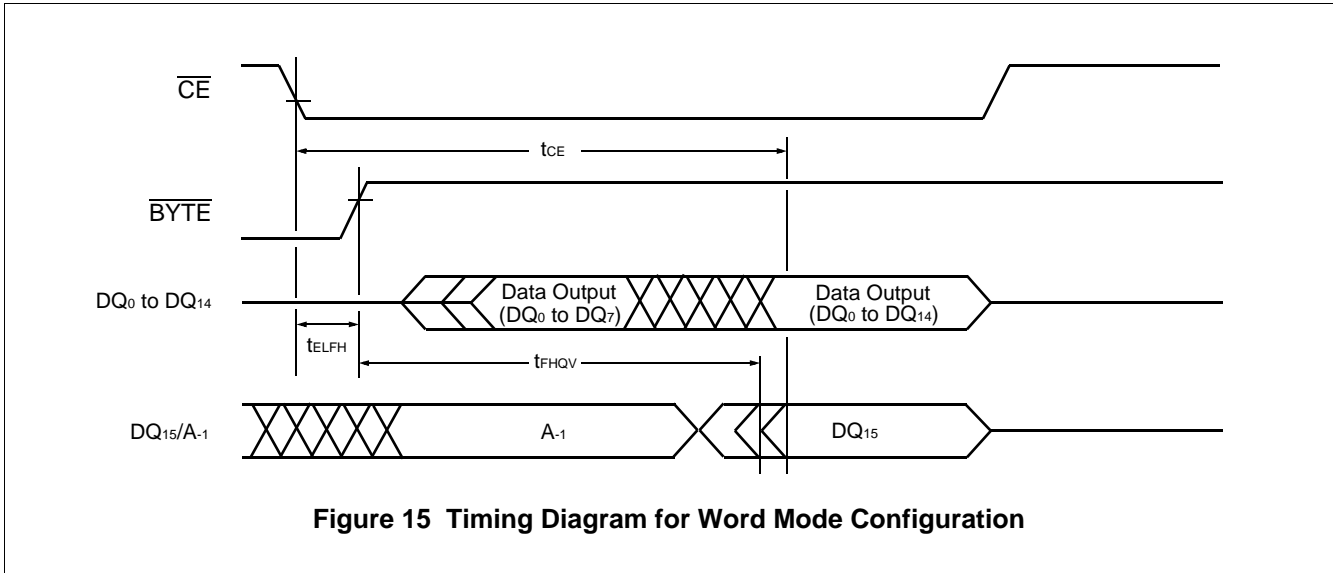 CE
tCE
BYTE
DQ0 to DQ14
Data Output
(DQ0 to DQ7)
Data Output
(DQ0 to DQ14)
tELFH
tFHQV
DQ15/A-1
A-1
DQ15
Figure 15 Timing Diagram for Word Mode Configuration